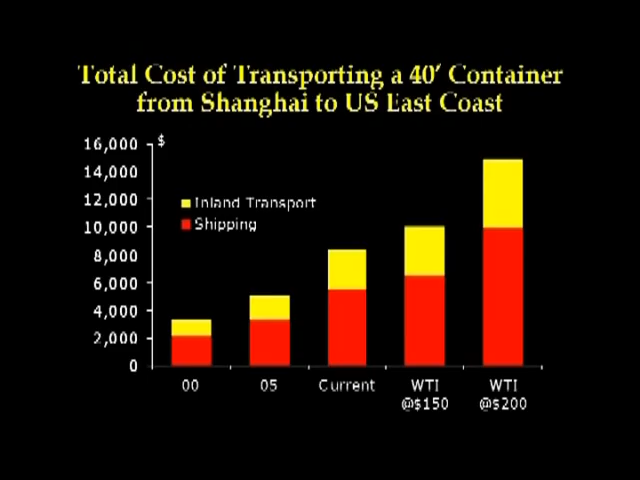 Total Cost of Transporting a 40′ Container
from Shanghai to US East Coast
16,000
$
14,000
12,000
10,000
8,000
6,000
4,000
2,000
0
Inland Transport
Shipping
00
05
Current
WTI
@$150
WTI
@$200